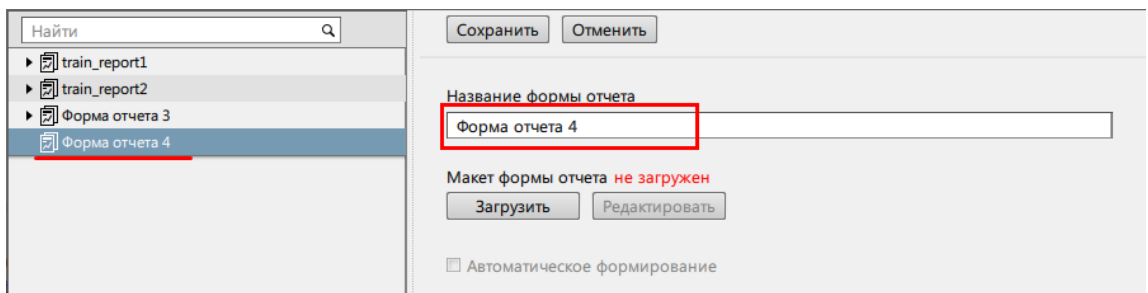 Найти
train_report1
train_report2
Форма отчета 3
Форма отчета 4
Сохранить Отменить
Название формы отчета
Форма отчета 4
Макет формы отчета не загружен
Загрузить Редактировать
Автоматическое формирование